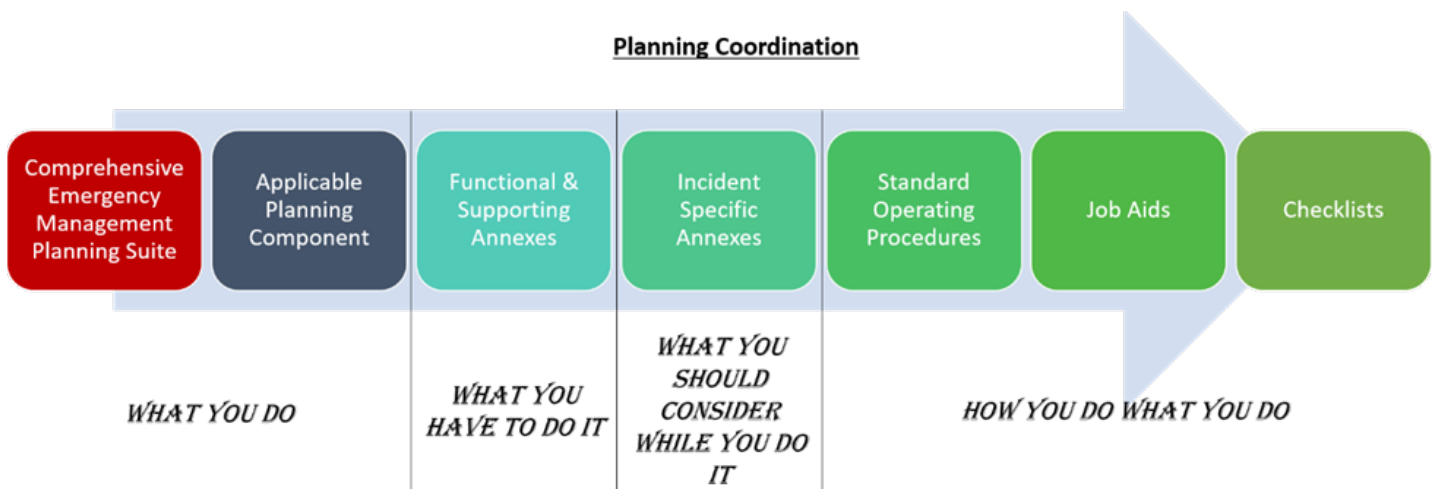 Planning Coordination
Comprehensive
Emergency
Management
Planning Suite
Applicable
Planning
Component
Functional &
Supporting
Annexes
Incident
Specific
Annexes
Standard
Operating
Procedures
Job Aids
Checklists
WHAT YOU DO
WHAT YOU
HAVE TO DO IT
WHAT YOU
SHOULD
CONSIDER
WHILE YOU DO
IT
HOW YOU DO WHAT YOU DO